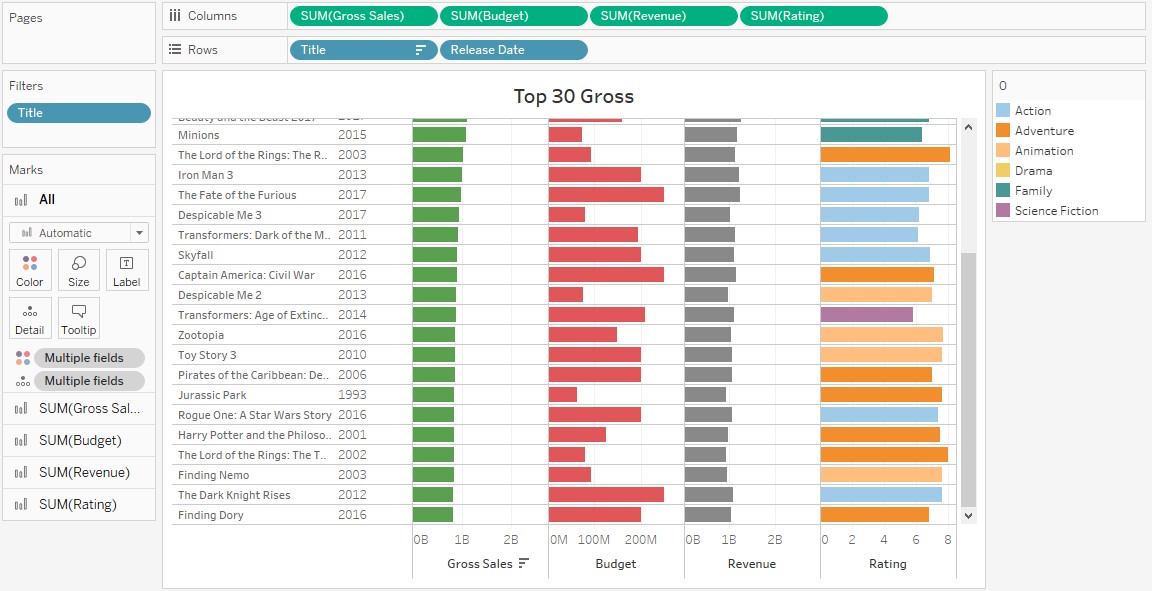 Pages
Columns
SUM(Gross Sales) SUM(Budget) SUM(Revenue) SUM(Rating)
Rows
Title Release Date
Filters
Title
Marks
All
Automatic
Color Size Label
Detail Tooltip
Multiple fields
Multiple fields
SUM(Gross Sal...
SUM(Budget)
SUM(Revenue)
SUM(Rating)
Top 30 Gross
Beauty and the Beast 2017
Minions 2015
The Lord of the Rings: The R.. 2003
Iron Man 3 2013
The Fate of the Furious 2017
Despicable Me 3 2017
Transformers: Dark of the M.. 2011
Skyfall 2012
Captain America: Civil War 2016
Despicable Me 2 2013
Transformers: Age of Extinc.. 2014
Zootopia 2016
Toy Story 3 2010
Pirates of the Caribbean: De.. 2006
Jurassic Park 1993
Rogue One: A Star Wars Story 2016
Harry Potter and the Philoso.. 2001
The Lord of the Rings: The T.. 2002
Finding Nemo 2003
The Dark Knight Rises 2012
Finding Dory 2016
0B 1B 2B 0M 100M 200M 0B 1B 2B 0 2 4 6 8
Gross Sales Budget Revenue Rating
0
Action
Adventure
Animation
Drama
Family
Science Fiction